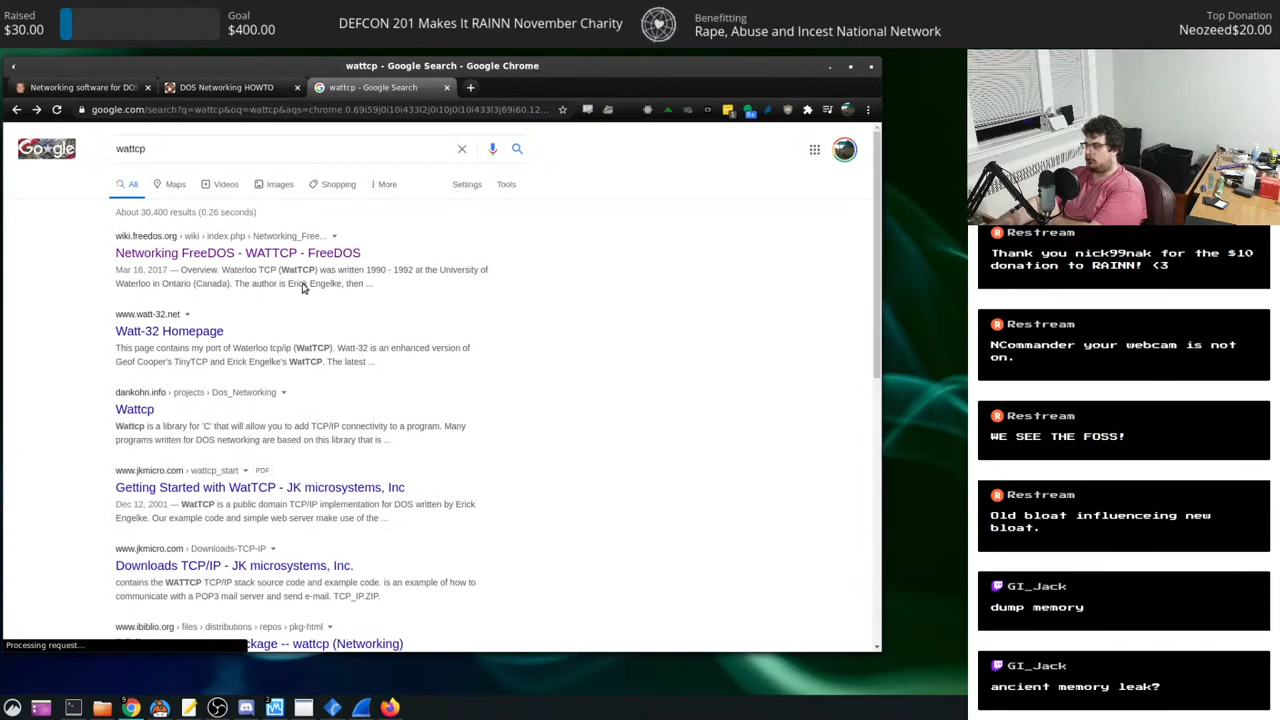 Raised
$30.00
Goal
$400.00
DEFCON 201 Makes It RAINN November Charity
Benefitting
Rape, Abuse and Incest National Network
Top Donation
Neozeed$20.00
wattcp - Google Search - Google Chrome
Networking software for DOS
DOS Networking HOWTO
wattcp - Google Search
google.com/search?q=wattcp&oq=wattcp&aqs=chrome.0.69i59j0i10i433l2j0i10j0i10i433l3j69i60.12...
Google
wattcp
All
Maps
Videos
Images
Shopping
More
Settings
Tools
About 30,400 results (0.26 seconds)
wiki.freedos.org › wiki › index.php › Networking_Free...
Networking FreeDOS - WATTCP - FreeDOS
Mar 16, 2017 — Overview. Waterloo TCP (WatTCP) was written 1990 - 1992 at the University of
Waterloo in Ontario (Canada). The author is Erick Engelke, then ...
www.watt-32.net
Watt-32 Homepage
This page contains my port of Waterloo tcp/ip (WatTCP). Watt-32 is an enhanced version of
Geof Cooper's TinyTCP and Erick Engelke's WatTCP. The latest ...
dankohn.info › projects › Dos_Networking
Wattcp
Wattcp is a library for 'C' that will allow you to add TCP/IP connectivity to a program. Many
programs written for DOS networking are based on this library that is ...
www.jkmicro.com › wattcp_start
PDF
Getting Started with WatTCP - JK microsystems, Inc
Dec 12, 2001 — WatTCP is a public domain TCP/IP implementation for DOS written by Erick
Engelke. Our example code and simple web server make use of the ...
www.jkmicro.com › Downloads-TCP-IP
Downloads TCP/IP - JK microsystems, Inc.
contains the WATTCP TCP/IP stack source code and example code. is an example of how to
communicate with a POP3 mail server and send e-mail. TCP_IP.ZIP.
www.ibiblio.org › files › distributions › repos › pkg-html
ckage -- wattcp (Networking)
Processing request...
Restream
Thank you nick99nak for the $10
donation to RAINN! <3
Restream
NCommander your webcam is not
on.
Restream
WE SEE THE FOSS!
Restream
Old bloat influenceing new
bloat.
GI_Jack
dump memory
GI_Jack
ancient memory leak?